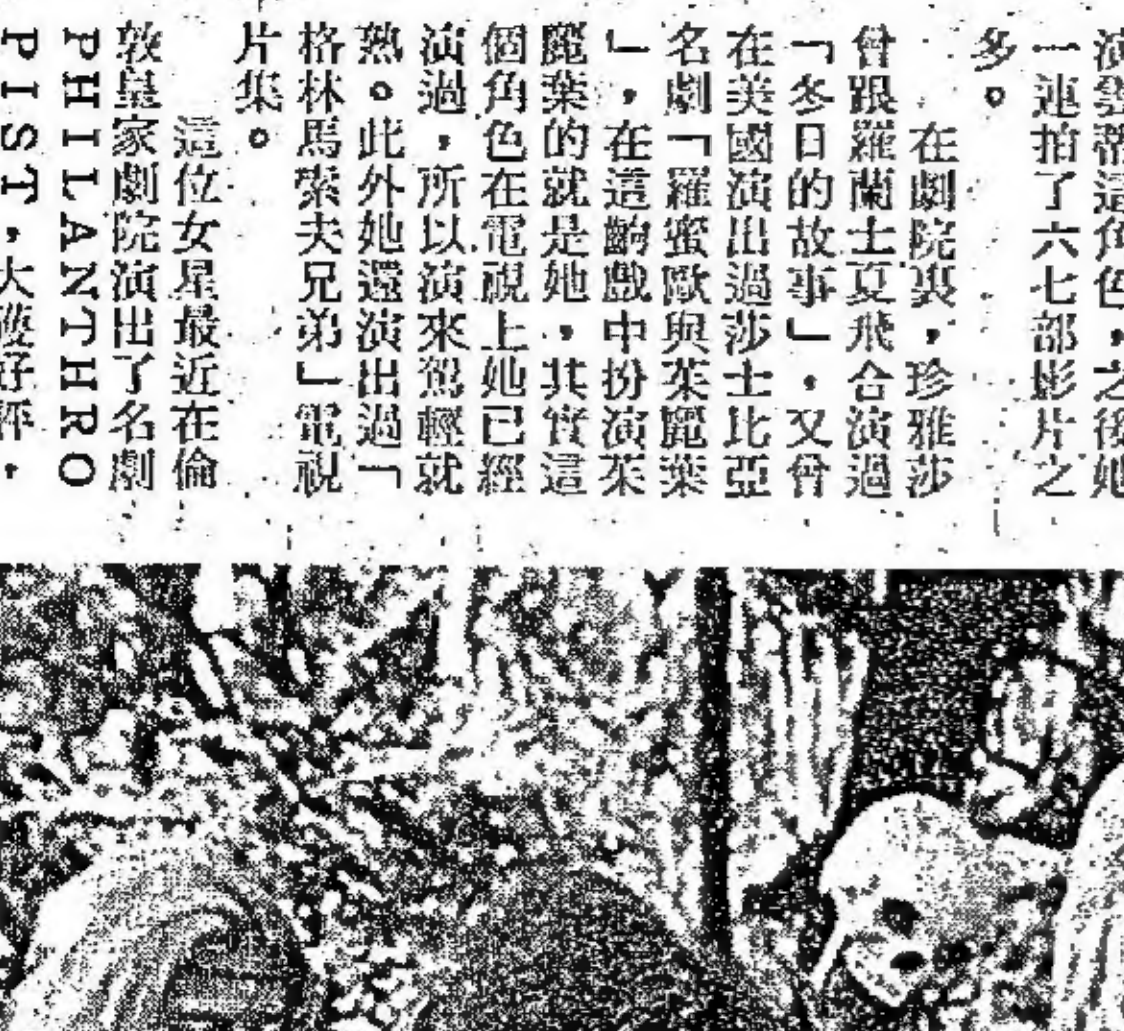 演雲蒂這角色，之後她
一連拍了六七部影片之
多。
在劇院裏，珍雅莎
曾跟羅蘭士夏飛合演過
「冬日的故事」，又曾
在美國演出過莎士比亞
名劇「羅蜜歐與茱麗葉
」，在這齣戲中扮演茱
麗葉的就是她，其實這
個角色在電視上她已經
演過，所以演來駕輕就
熟。此外她還演出過「
格林馬索夫兄弟」電視
片集。
這位女星最近在倫
敦皇家劇院演出了名劇
PHILANTHRO
PIST，大獲好評，